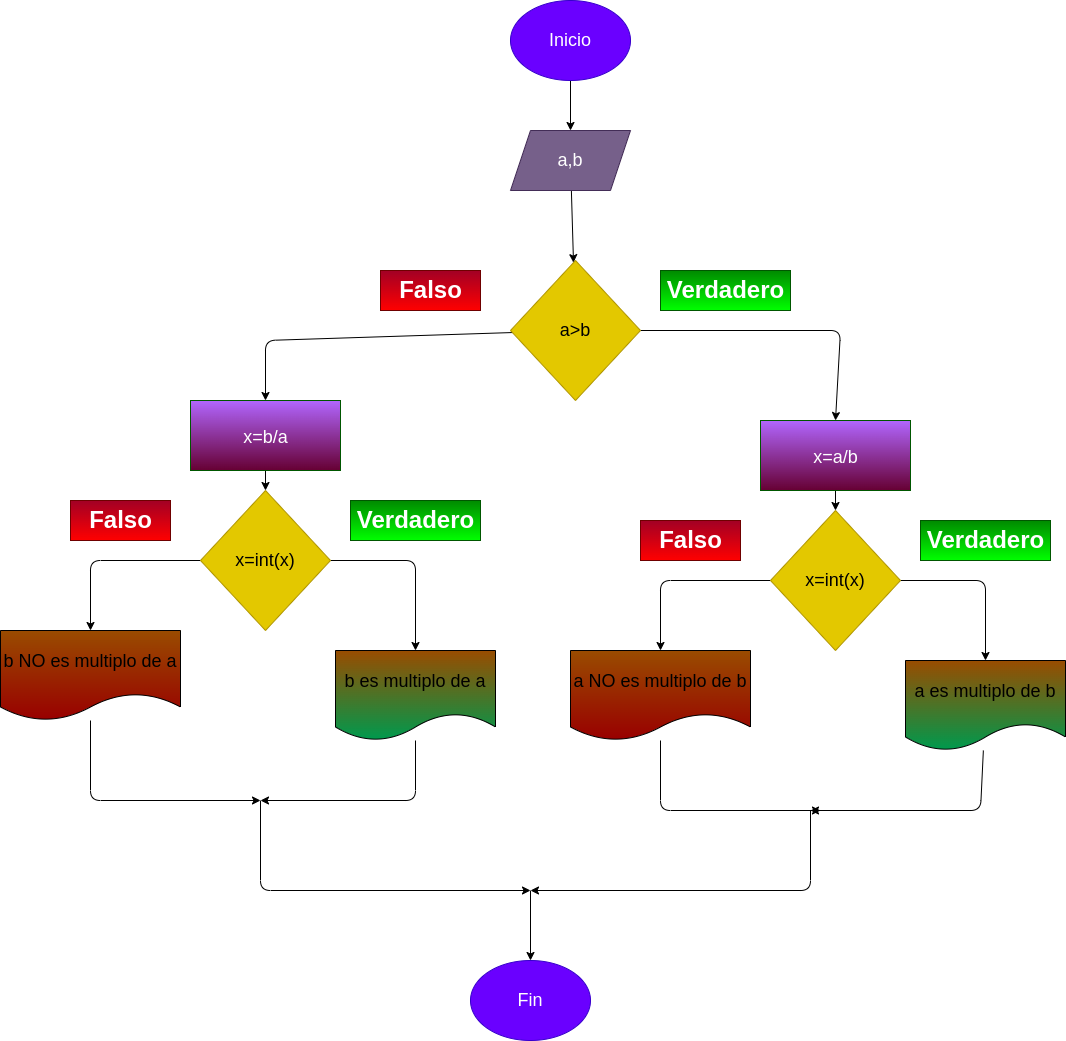 Inicio
a,b
Falso
Verdadero
a>b
x=b/a
x=a/b
Falso
Verdadero
x=int(x)
Falso
Verdadero
x=int(x)
b NO es multiplo de a
b es multiplo de a
a NO es multiplo de b
a es multiplo de b
Fin